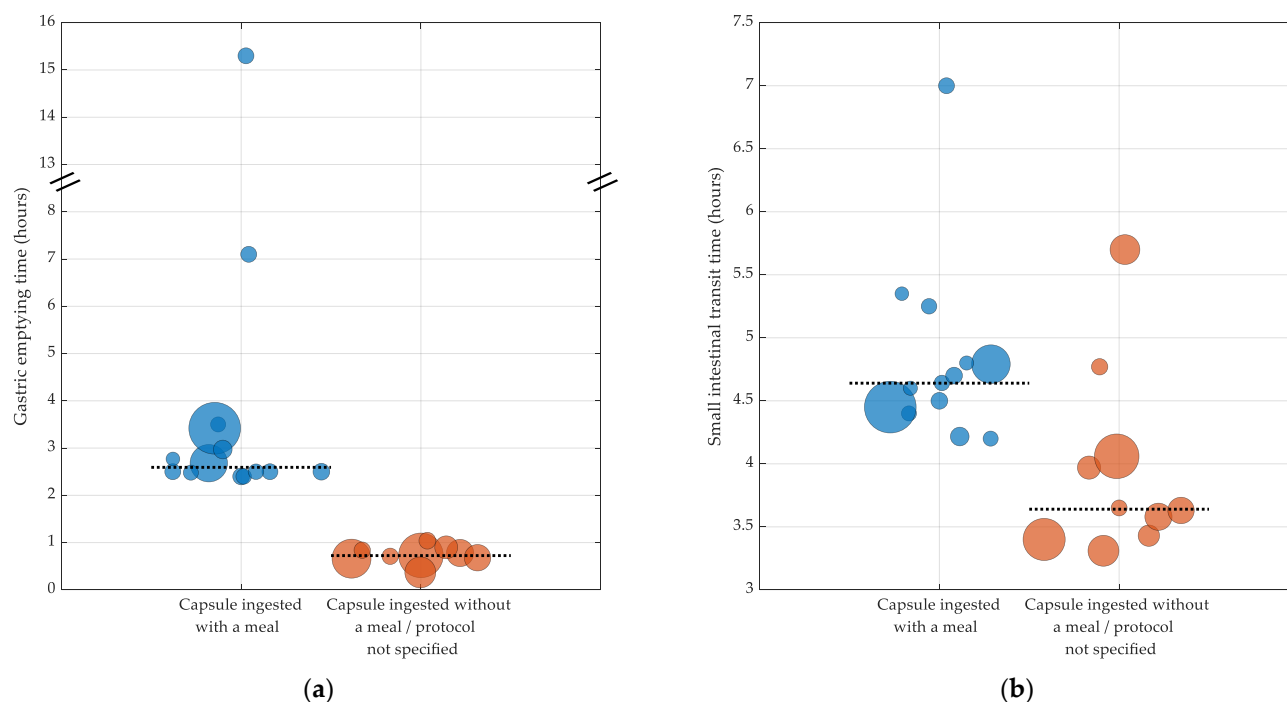 Gastric emptying time (hours)
16
15
14
13
8
7
6
5
4
3
2
1
0
Capsule ingested
with a meal
Capsule ingested without
a meal / protocol
not specified
(a)
Small intestinal transit time (hours)
7.5
7
6.5
6
5.5
5
4.5
4
3.5
3
Capsule ingested
with a meal
Capsule ingested without
a meal / protocol
not specified
(b)